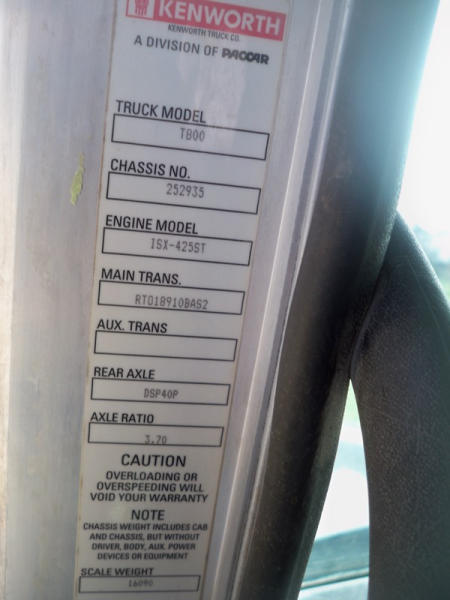 KENWORTH
KENWORTH TRUCK CO.
A DIVISION OF PACCAR
TRUCK MODEL
T800
CHASSIS NO.
252935
ENGINE MODEL
ISX-425ST
MAIN TRANS.
RTO18910BAS2
AUX. TRANS
REAR AXLE
DSP40P
AXLE RATIO
3.70
CAUTION
OVERLOADING OR
OVERSPEEDING WILL
VOID YOUR WARRANTY
NOTE
CHASSIS WEIGHT INCLUDES CAB
AND CHASSIS, BUT WITHOUT
DRIVER, BODY, AUX. POWER
DEVICES OR EQUIPMENT
SCALE WEIGHT
16090